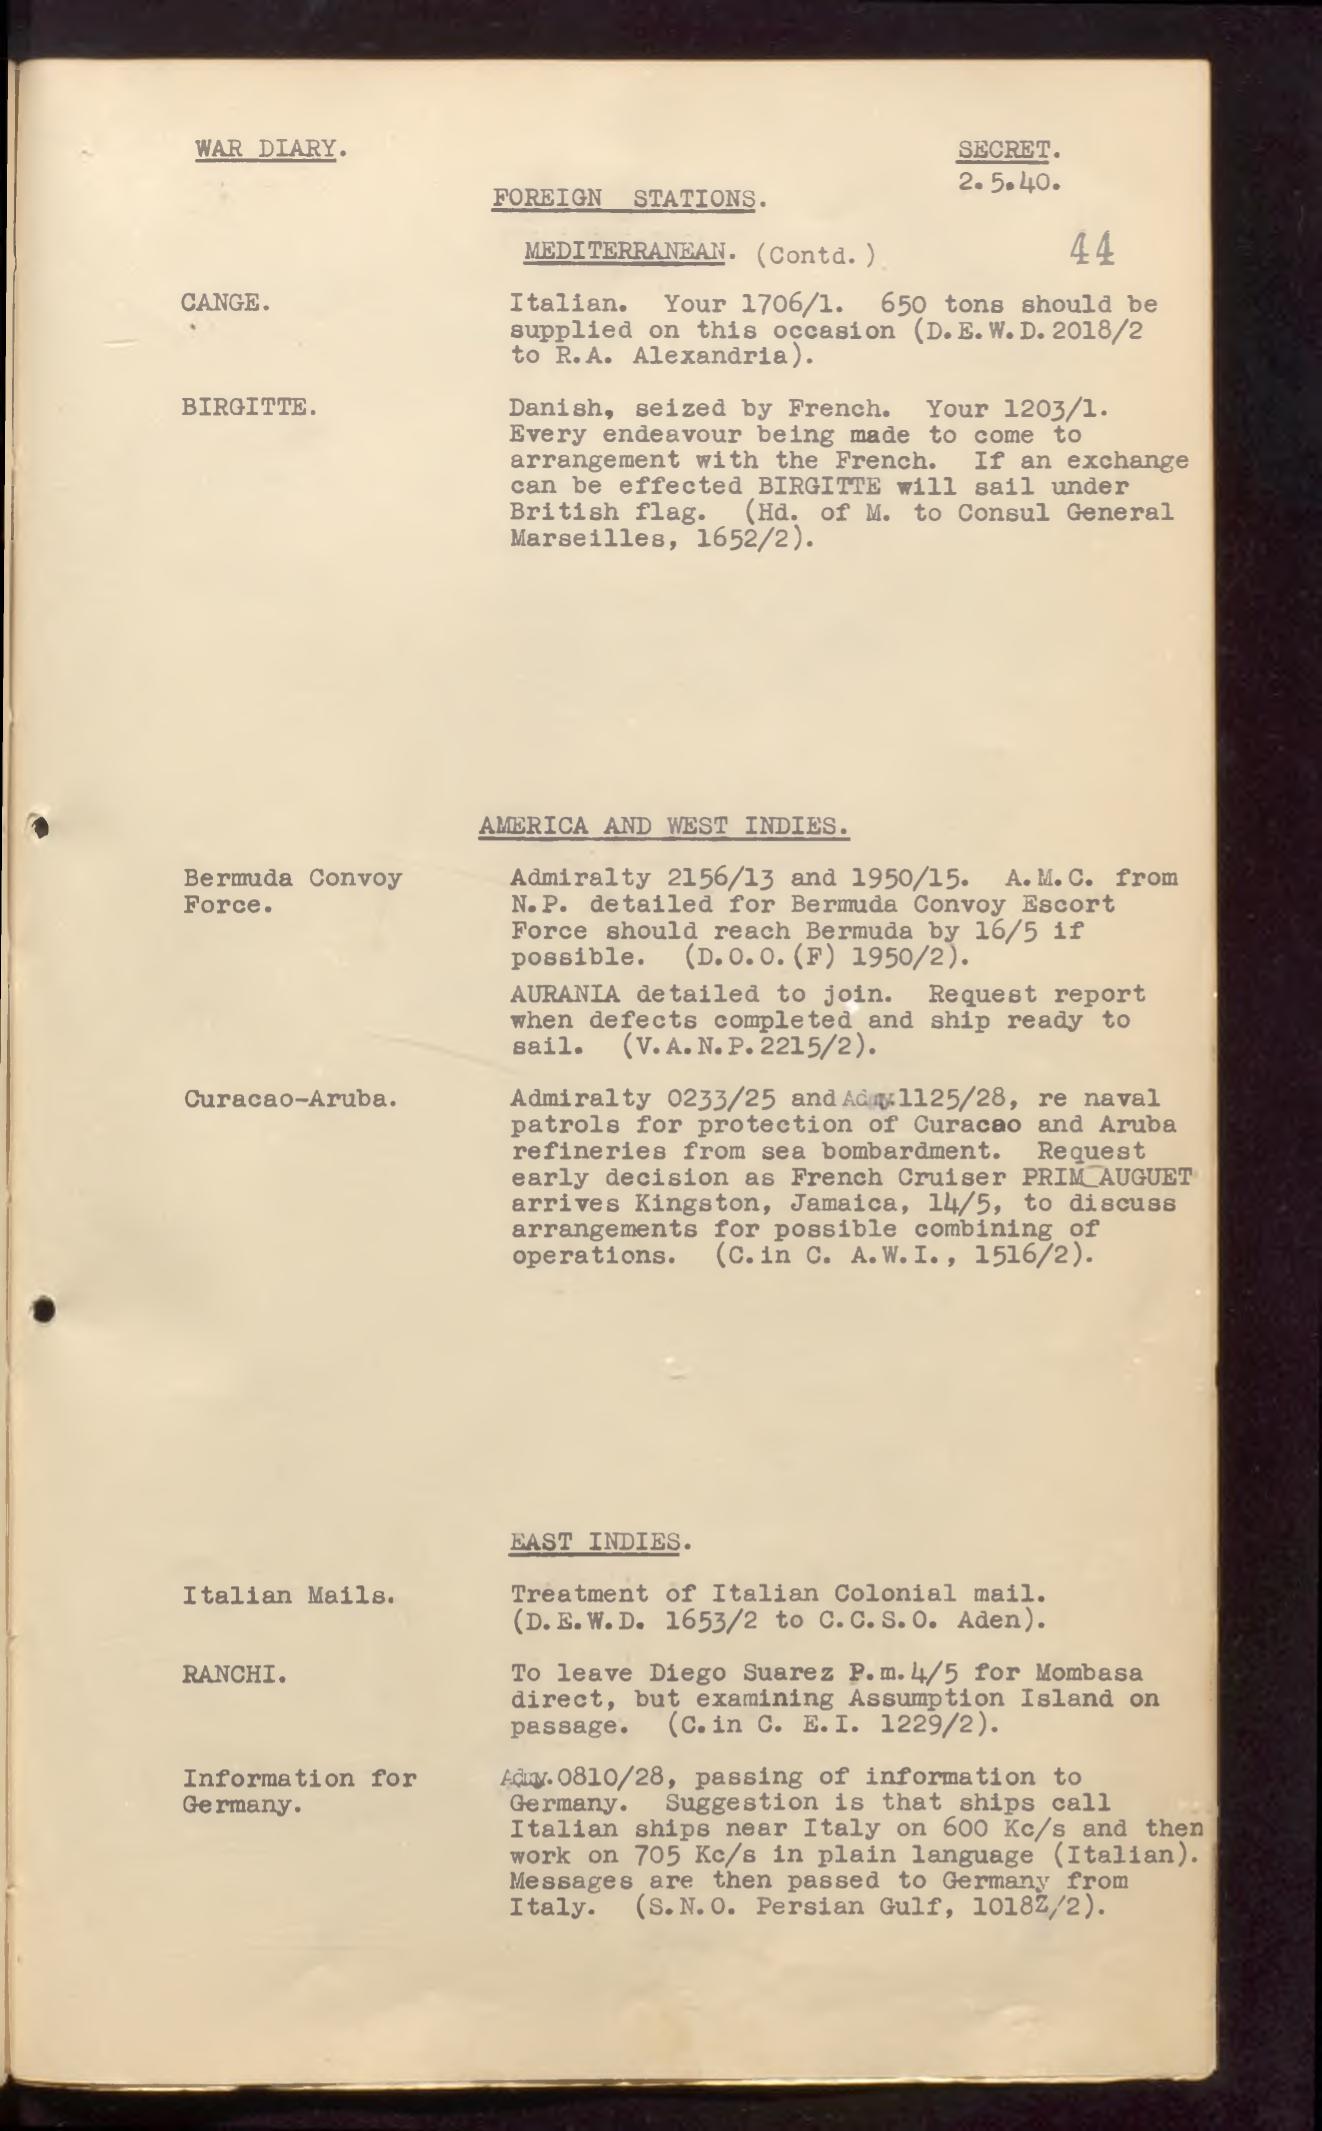 WAR DIARY.
SECRET.
2.5.40.
FOREIGN STATIONS.
MEDITERRANEAN. (Contd.)
44
CANGE.
Italian. Your 1706/1. 650 tons should be
supplied on this occasion (D.E.W.D.2018/2
to R.A. Alexandria).
BIRGITTE.
Danish, seized by French. Your 1203/1.
Every endeavour being made to come to
arrangement with the French. If an exchange
can be effected BIRGITTE will sail under
British flag. (Hd. of M. to Consul General
Marseilles, 1652/2).
AMERICA AND WEST INDIES.
Bermuda Convoy
Force.
Admiralty 2156/13 and 1950/15. A.M.C. from
N.P. detailed for Bermuda Convoy Escort
Force should reach Bermuda by 16/5 if
possible. (D.O.O.(F) 1950/2).
AURANIA detailed to join. Request report
when defects completed and ship ready to
sail. (V.A.N.P.2215/2).
Curacao-Aruba.
Admiralty 0233/25 and Admy.1125/28, re naval
patrols for protection of Curacao and Aruba
refineries from sea bombardment. Request
early decision as French Cruiser PRIM AUGUET
arrives Kingston, Jamaica, 14/5, to discuss
arrangements for possible combining of
operations. (C.in C. A.W.I., 1516/2).
EAST INDIES.
Italian Mails.
Treatment of Italian Colonial mail.
(D.E.W.D. 1653/2 to C.C.S.O. Aden).
RANCHI.
To leave Diego Suarez P.m.4/5 for Mombasa
direct, but examining Assumption Island on
passage. (C.in C. E.I. 1229/2).
Information for
Germany.
Admy.0810/28, passing of information to
Germany. Suggestion is that ships call
Italian ships near Italy on 600 Kc/s and then
work on 705 Kc/s in plain language (Italian).
Messages are then passed to Germany from
Italy. (S.N.O. Persian Gulf, 1018Z/2).